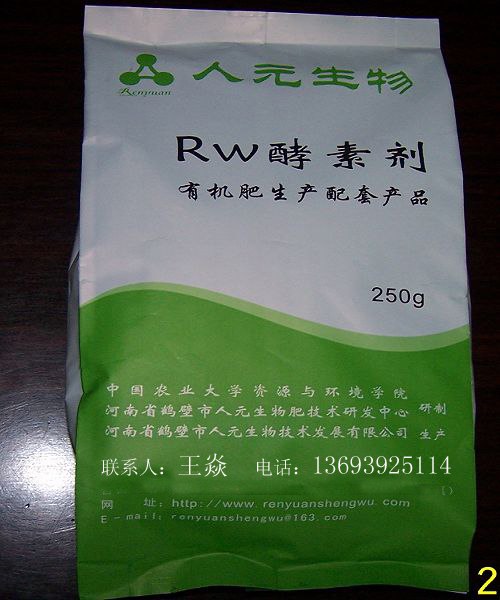 人元生物
Renyuan
RW酵素剂
有机肥生产配套产品
250g
中国农业大学资源与环境学院
河南省鹤壁市人元生物肥技术研发中心 研制
河南省鹤壁市人元生物技术发展有限公司 生产
联系人：王焱 电话：13693925114
网 址：http://www.renyuanshengwu.com
E-mail：renyuanshengwu@163.com
2